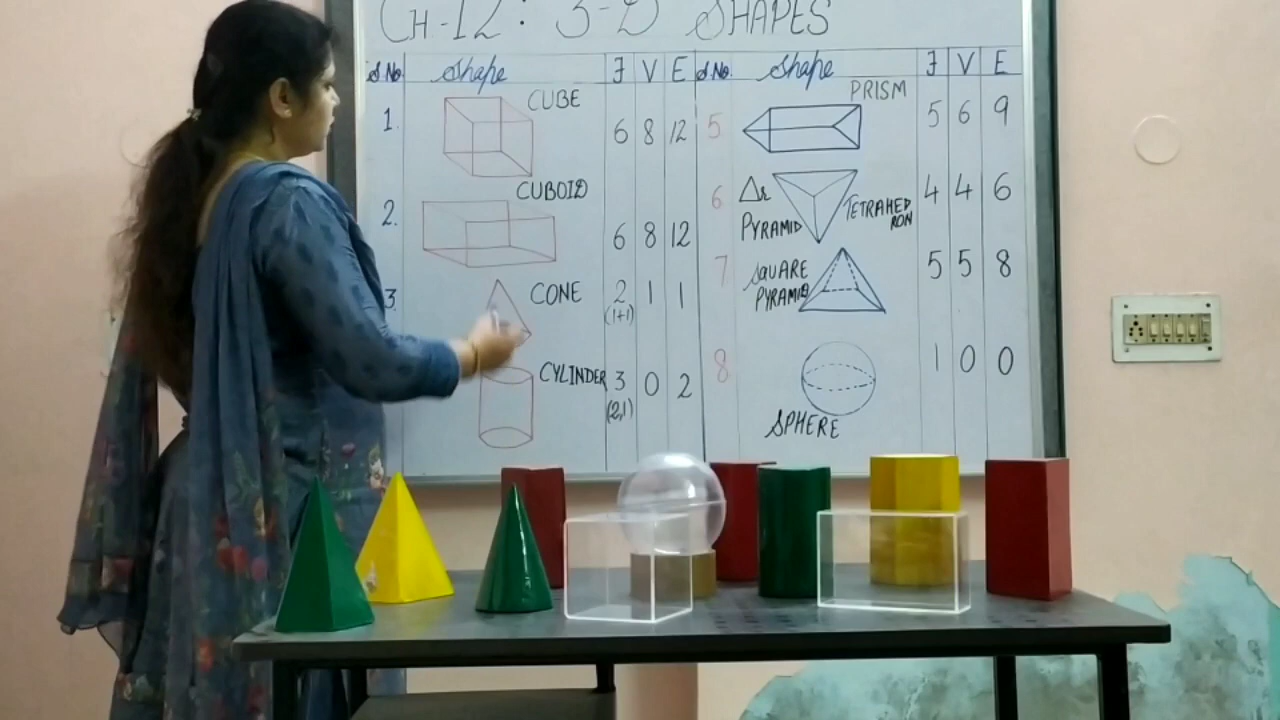 CH-12: 3-D SHAPES
S No. Shape F V E S No. Shape F V E
1. CUBE 6 8 12
2. CUBOID 6 8 12
3 CONE 2 1 1
(1+1)
CYLINDER 3 0 2
(2,1)
5 PRISM 5 6 9
6 Δr PYRAMID TETRAHEDRON 4 4 6
7 SQUARE PYRAMID 5 5 8
8 SPHERE 1 0 0